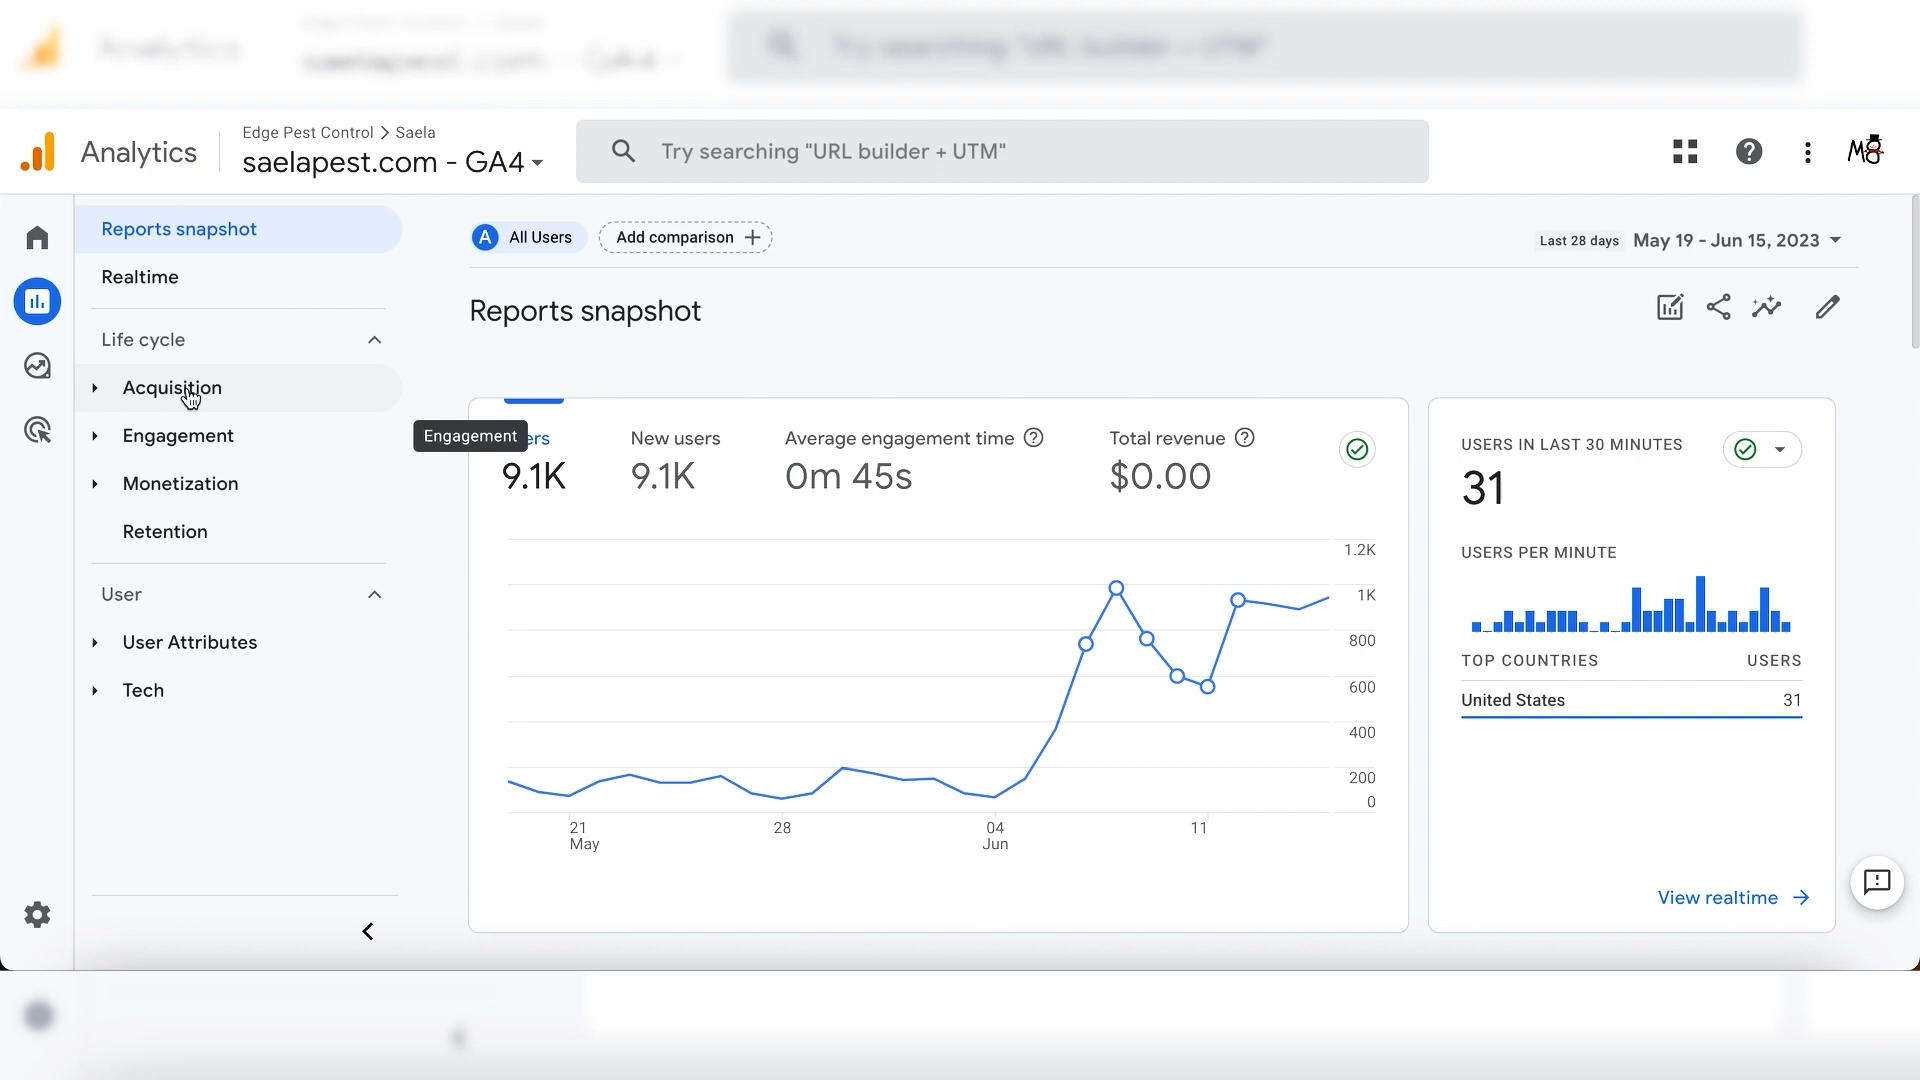 Analytics
Edge Pest Control > Saela
saelapest.com - GA4
Try searching "URL builder + UTM"
Reports snapshot
Realtime
Life cycle
Acquisition
Engagement
Monetization
Retention
User
User Attributes
Tech
A All Users
Add comparison +
Last 28 days May 19 - Jun 15, 2023
Reports snapshot
Engagement
9.1K
New users
9.1K
Average engagement time
0m 45s
Total revenue
$0.00
1.2K
1K
800
600
400
200
0
21
May
28
04
Jun
11
USERS IN LAST 30 MINUTES
31
USERS PER MINUTE
TOP COUNTRIES USERS
United States 31
View realtime